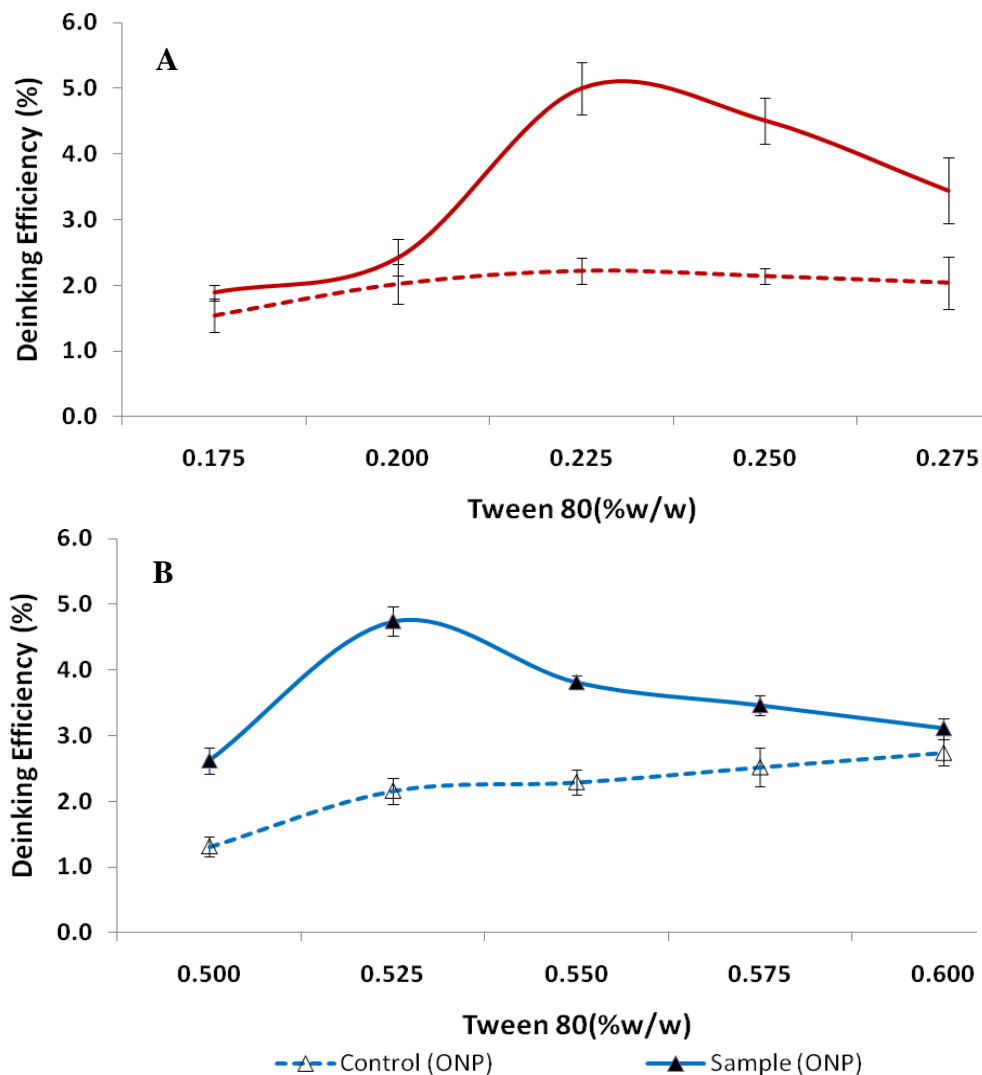 A
Deinking Efficiency (%)
6.0
5.0
4.0
3.0
2.0
1.0
0.0
0.175 0.200 0.225 0.250 0.275
Tween 80(%w/w)
B
Deinking Efficiency (%)
6.0
5.0
4.0
3.0
2.0
1.0
0.0
0.500 0.525 0.550 0.575 0.600
Tween 80(%w/w)
Control (ONP) Sample (ONP)